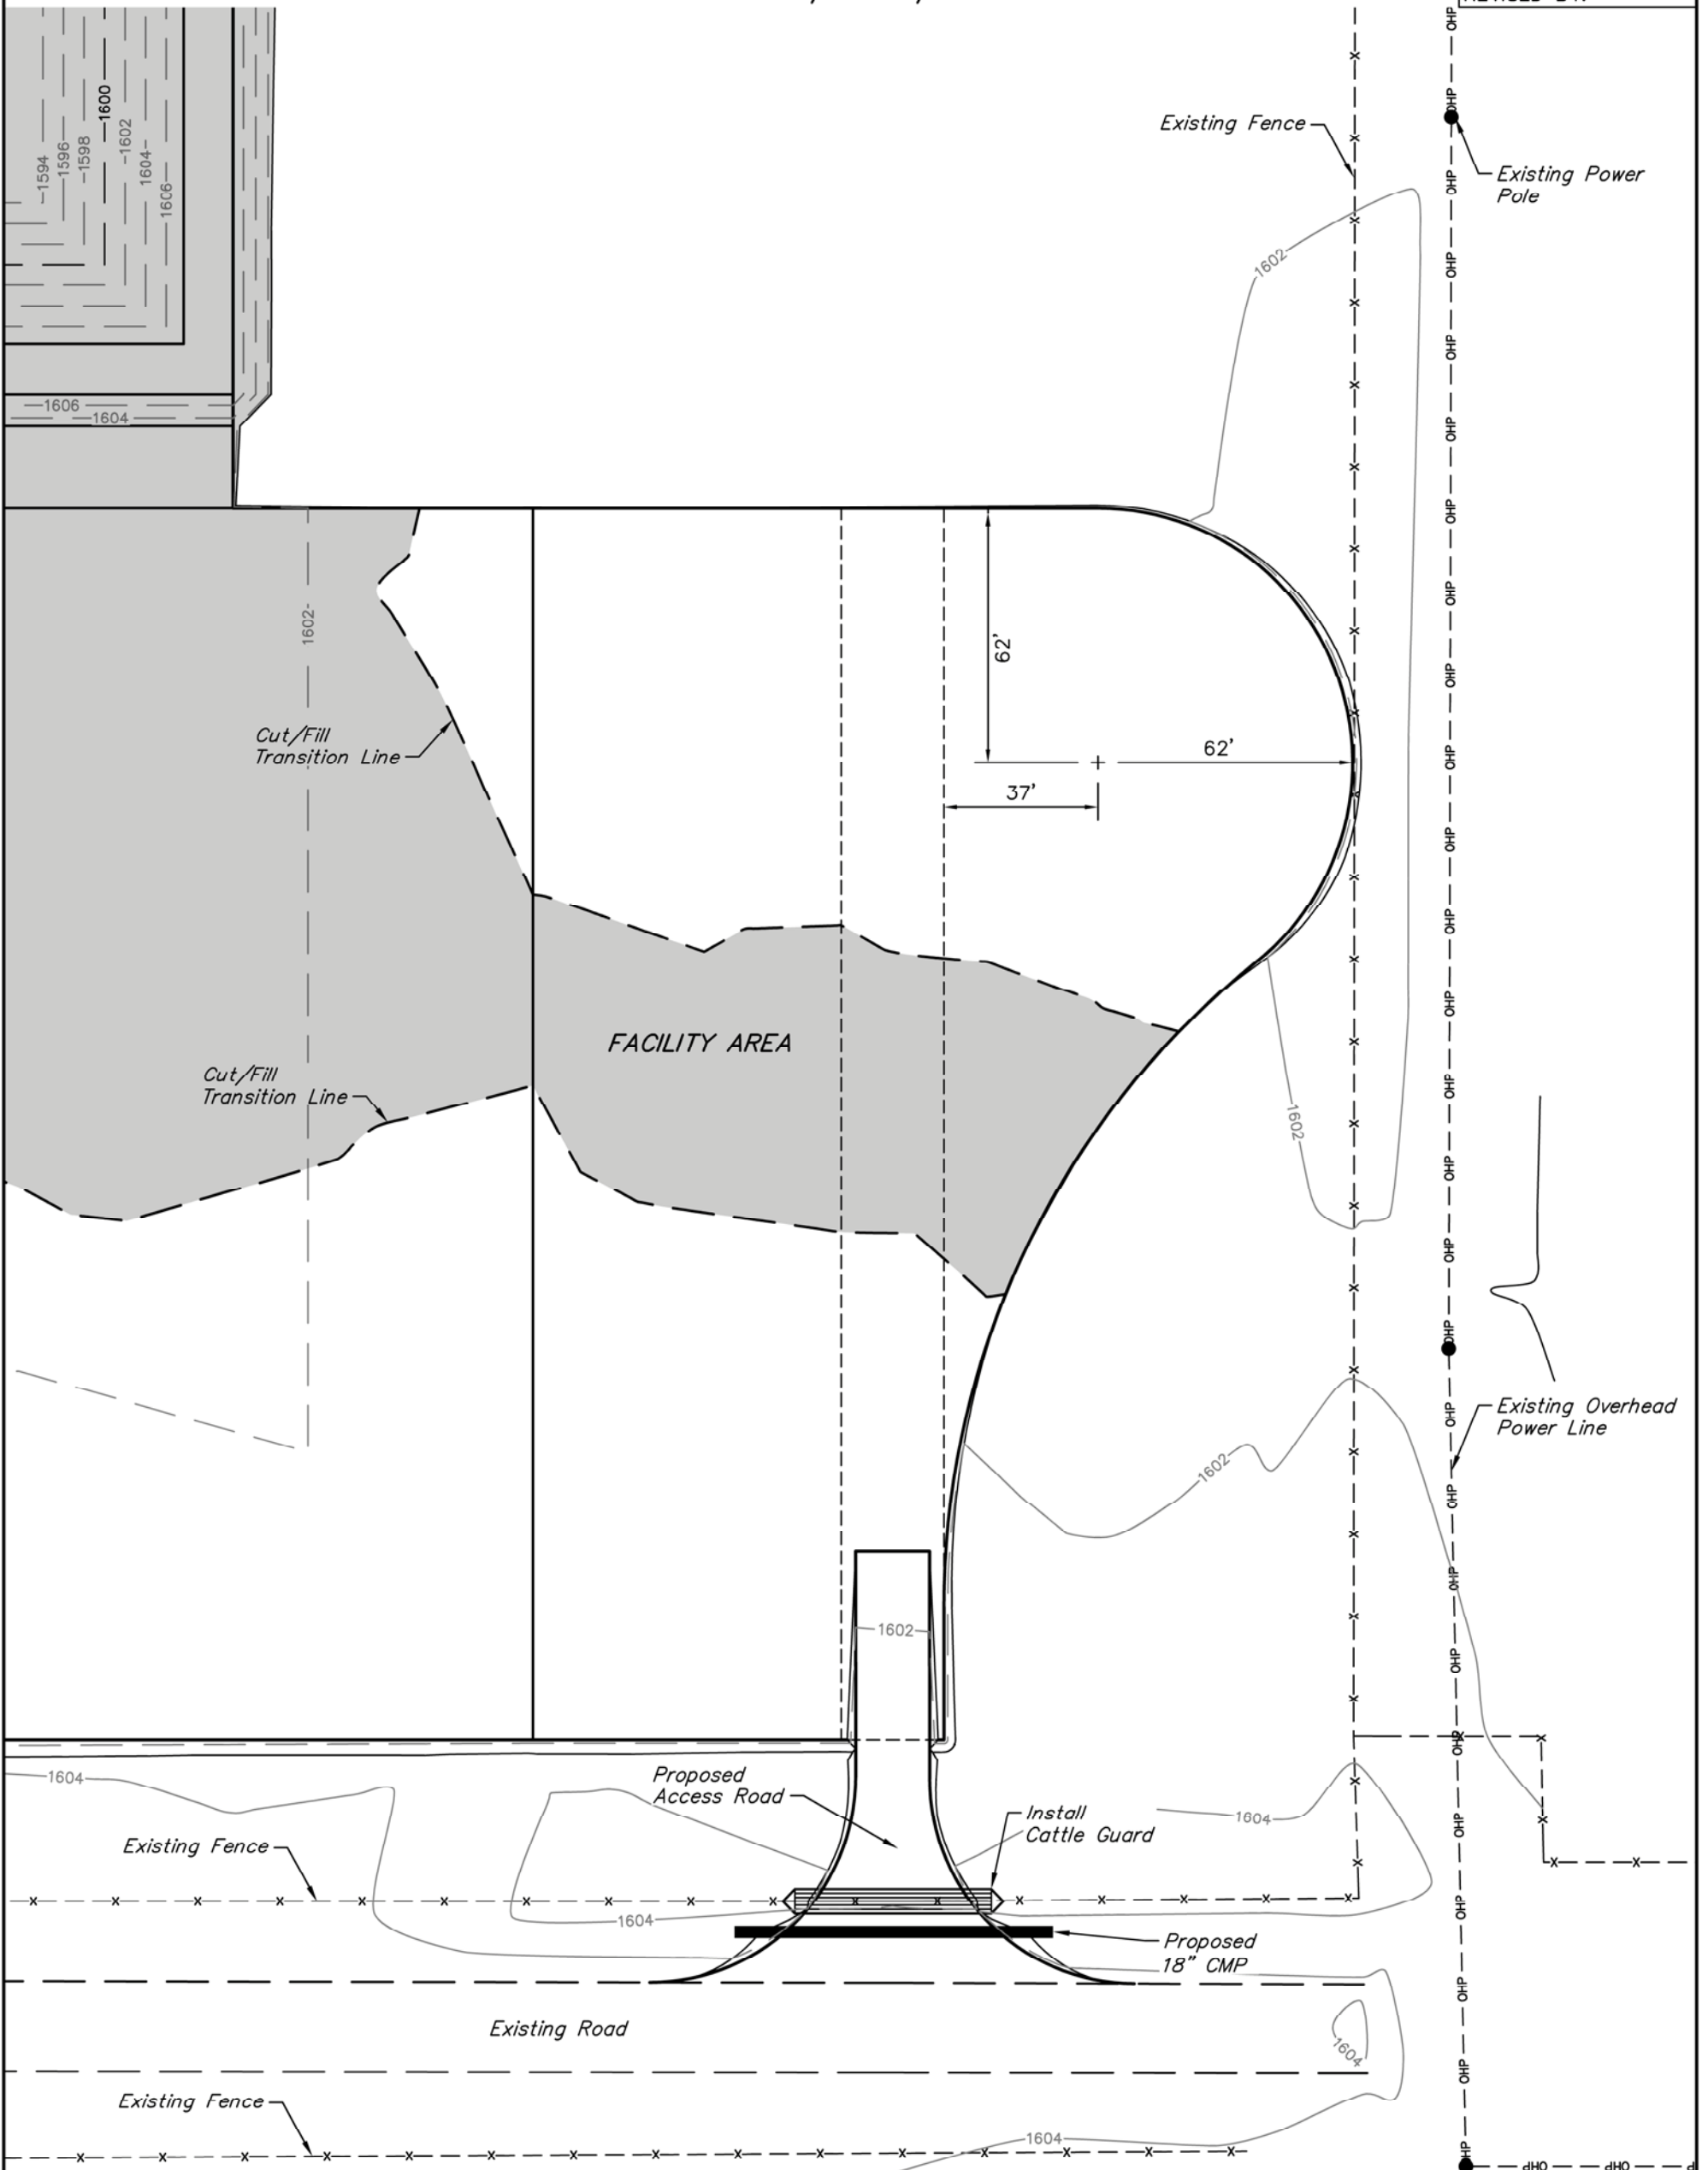 1594
1596
1598
1600
1602
1604
1606
Existing Fence
OHP
Existing Power
Pole
1602
1606
1604
1602
62'
Cut/Fill
Transition Line
62'
37'
FACILITY AREA
Cut/Fill
Transition Line
1602
Existing Overhead
Power Line
1602
1602
1604
Proposed
Access Road
Install
Cattle Guard
1604
Existing Fence
1604
Proposed
18" CMP
Existing Road
1604
Existing Fence
1604
OHP
OHP